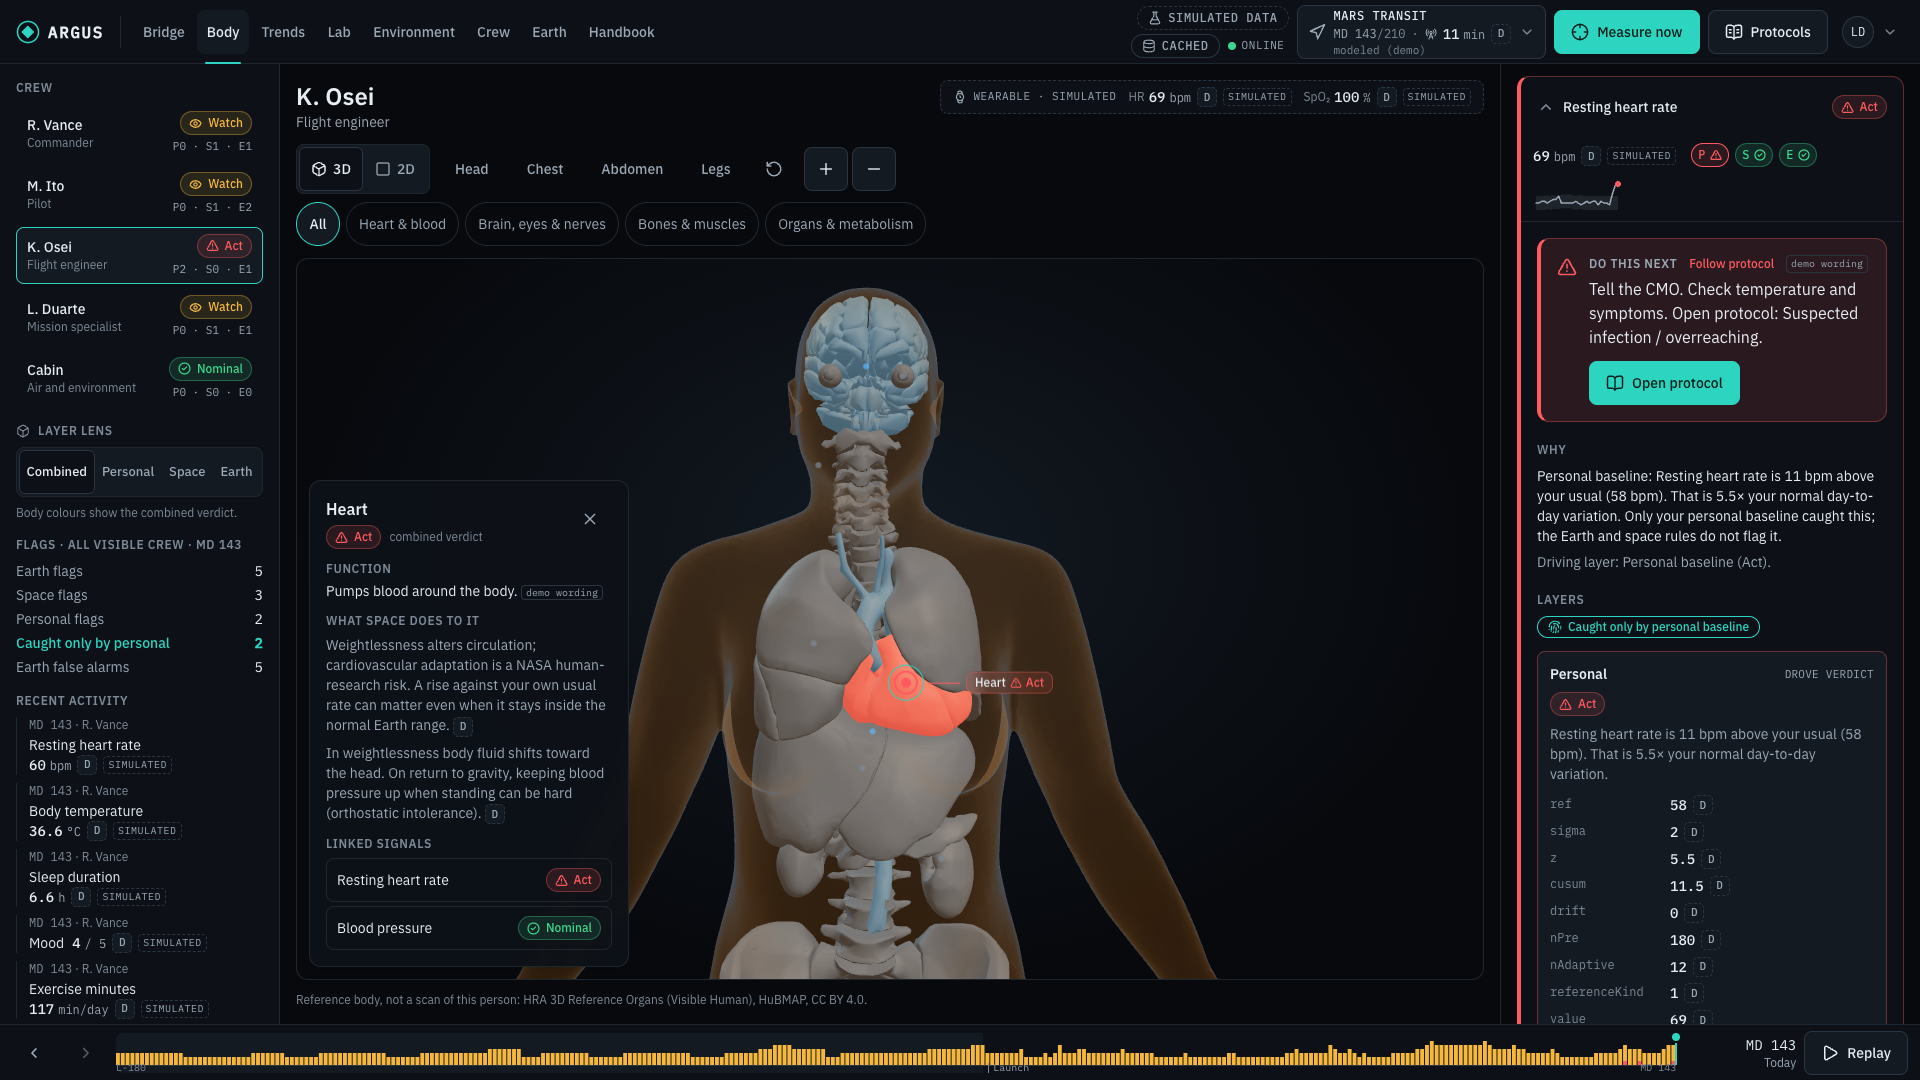 ARGUS
Bridge
Body
Trends
Lab
Environment
Crew
Earth
Handbook
SIMULATED DATA
CACHED
ONLINE
MARS TRANSIT
MD 143/210 · 11 min D
modeled (demo)
Measure now
Protocols
LD
CREW
R. Vance
Commander
Watch
P0 · S1 · E1
M. Ito
Pilot
Watch
P0 · S1 · E2
K. Osei
Flight engineer
Act
P2 · S0 · E1
L. Duarte
Mission specialist
Watch
P0 · S1 · E1
Cabin
Air and environment
Nominal
P0 · S0 · E0
LAYER LENS
Combined Personal Space Earth
Body colours show the combined verdict.
FLAGS · ALL VISIBLE CREW · MD 143
Earth flags 5
Space flags 3
Personal flags 2
Caught only by personal 2
Earth false alarms 5
RECENT ACTIVITY
MD 143 · R. Vance
Resting heart rate
60 bpm D SIMULATED
MD 143 · R. Vance
Body temperature
36.6 °C D SIMULATED
MD 143 · R. Vance
Sleep duration
6.6 h D SIMULATED
MD 143 · R. Vance
Mood 4 / 5 D SIMULATED
MD 143 · R. Vance
Exercise minutes
117 min/day D SIMULATED
K. Osei
Flight engineer
WEARABLE · SIMULATED HR 69 bpm D SIMULATED SpO₂ 100 % D SIMULATED
3D 2D Head Chest Abdomen Legs
All Heart & blood Brain, eyes & nerves Bones & muscles Organs & metabolism
Heart
Act combined verdict
FUNCTION
Pumps blood around the body. demo wording
WHAT SPACE DOES TO IT
Weightlessness alters circulation;
cardiovascular adaptation is a NASA human-
research risk. A rise against your own usual
rate can matter even when it stays inside the
normal Earth range. D
In weightlessness body fluid shifts toward
the head. On return to gravity, keeping blood
pressure up when standing can be hard
(orthostatic intolerance). D
LINKED SIGNALS
Resting heart rate Act
Blood pressure Nominal
Heart Act
Reference body, not a scan of this person: HRA 3D Reference Organs (Visible Human), HuBMAP, CC BY 4.0.
Resting heart rate Act
69 bpm D SIMULATED P S E
DO THIS NEXT Follow protocol demo wording
Tell the CMO. Check temperature and
symptoms. Open protocol: Suspected
infection / overreaching.
Open protocol
WHY
Personal baseline: Resting heart rate is 11 bpm above
your usual (58 bpm). That is 5.5× your normal day-to-
day variation. Only your personal baseline caught this;
the Earth and space rules do not flag it.
Driving layer: Personal baseline (Act).
LAYERS
Caught only by personal baseline
Personal DROVE VERDICT
Act
Resting heart rate is 11 bpm above your usual (58
bpm). That is 5.5× your normal day-to-day
variation.
ref 58 D
sigma 2 D
z 5.5 D
cusum 11.5 D
drift 0 D
nPre 180 D
nAdaptive 12 D
referenceKind 1 D
value 69 D
L-180
Launch
MD 143
MD 143
Today
Replay